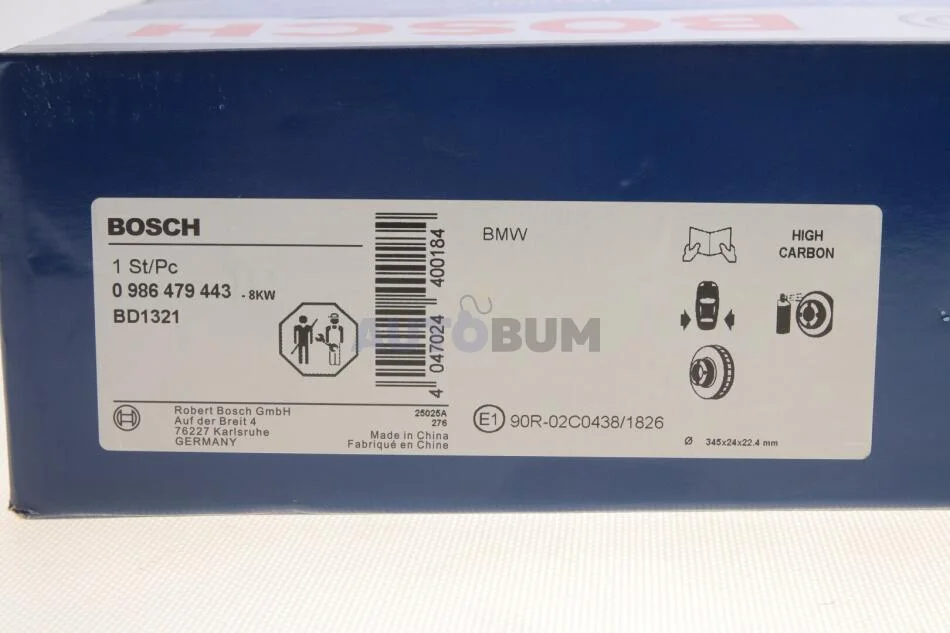 BOSCH
BOSCH
1 St/Pc
0 986 479 443 - 8KW
BD1321
4 047024 400184
BMW
HIGH
CARBON
AUTOBUM
Robert Bosch GmbH
Auf der Breit 4
76227 Karlsruhe
GERMANY
25025A
276
Made in China
Fabriqué en Chine
E1 90R-02C0438/1826
Ø 345x24x22.4 mm